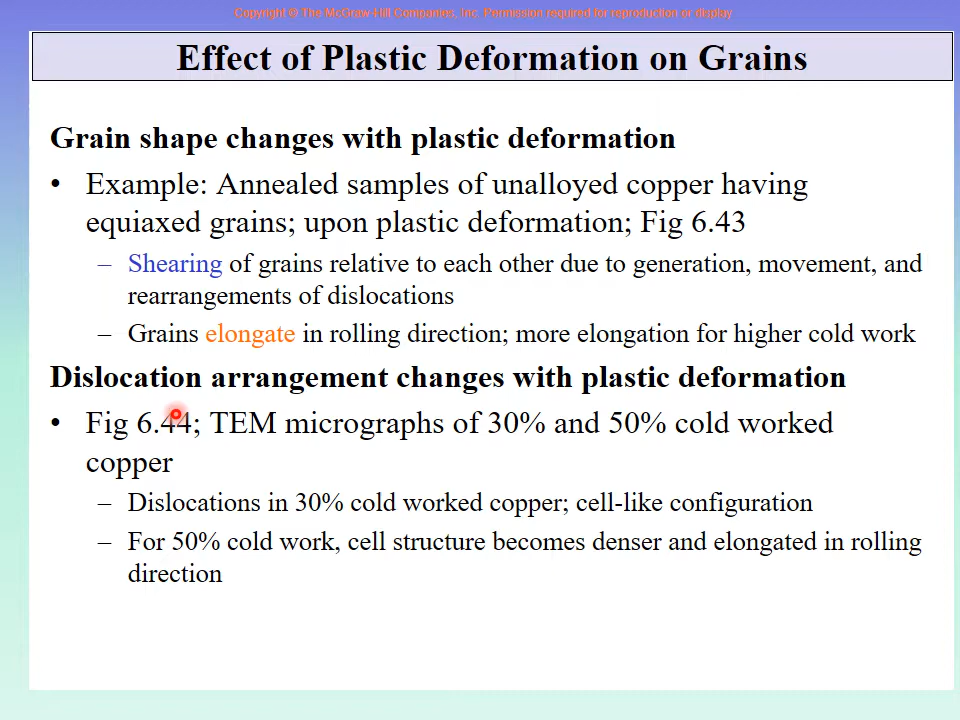 Copyright © The McGraw Hill Companies, Inc. Permission required for reproduction or display
Effect of Plastic Deformation on Grains
Grain shape changes with plastic deformation
• Example: Annealed samples of unalloyed copper having
equiaxed grains; upon plastic deformation; Fig 6.43
– Shearing of grains relative to each other due to generation, movement, and
rearrangements of dislocations
– Grains elongate in rolling direction; more elongation for higher cold work
Dislocation arrangement changes with plastic deformation
• Fig 6.44; TEM micrographs of 30% and 50% cold worked
copper
– Dislocations in 30% cold worked copper; cell-like configuration
– For 50% cold work, cell structure becomes denser and elongated in rolling
direction